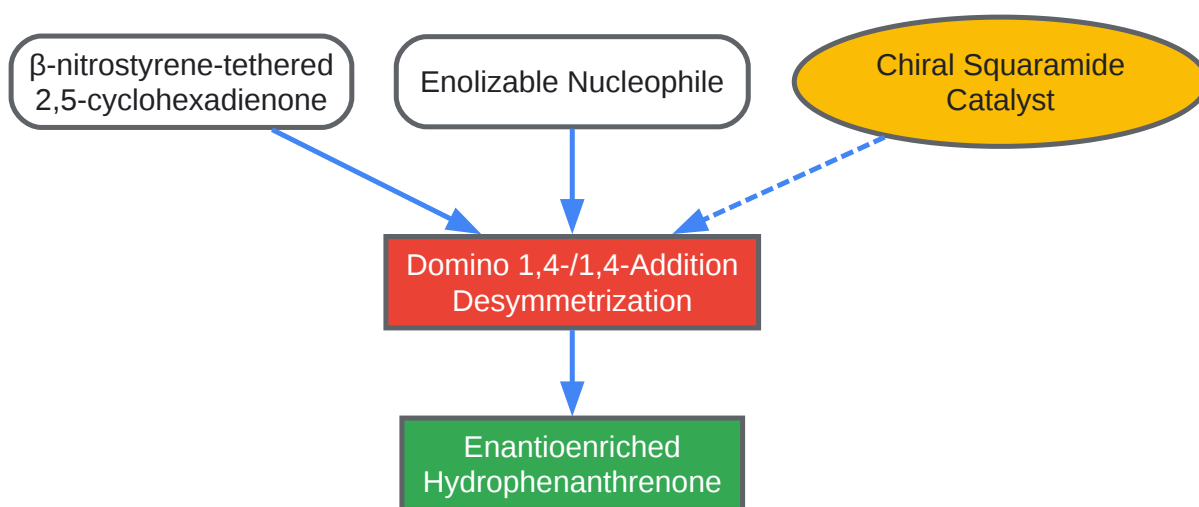 β-nitrostyrene-tethered
2,5-cyclohexadienone
Enolizable Nucleophile
Chiral Squaramide
Catalyst
Domino 1,4-/1,4-Addition
Desymmetrization
Enantioenriched
Hydrophenanthrenone